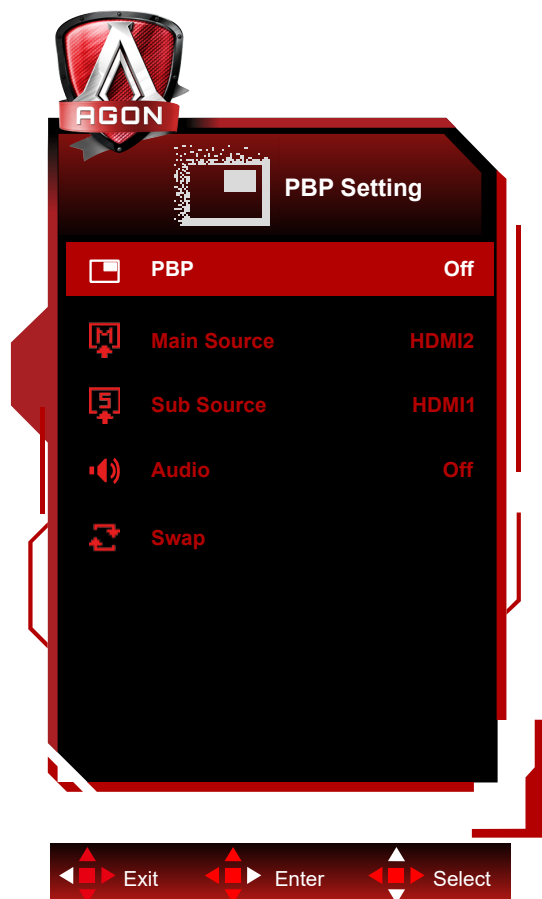 AGON
PBP Setting
PBP Off
Main Source HDMI2
Sub Source HDMI1
Audio Off
Swap
Exit Enter Select